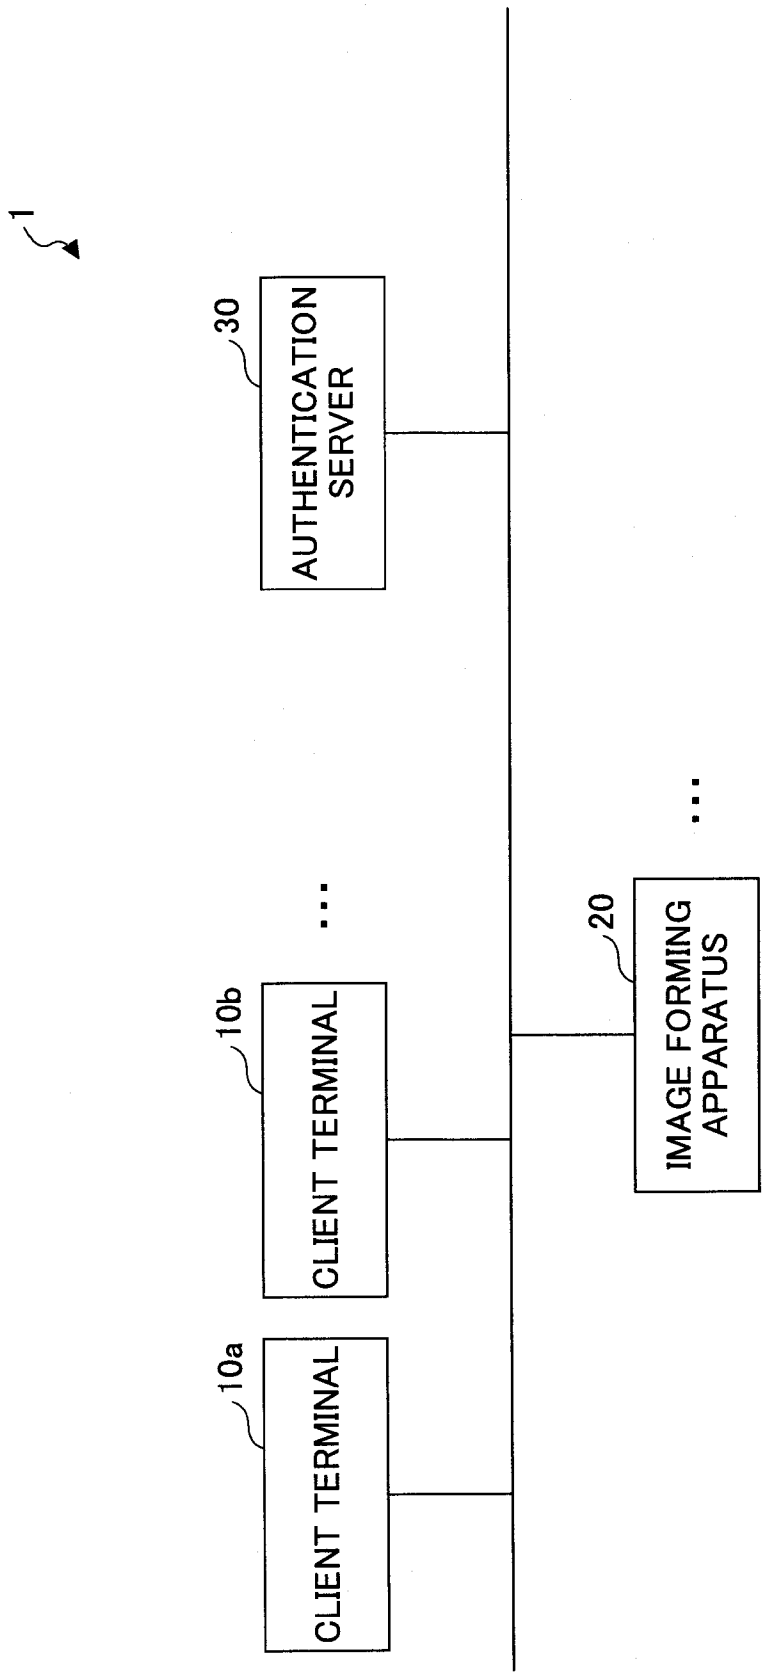 1
10a
CLIENT TERMINAL
10b
CLIENT TERMINAL
...
30
AUTHENTICATION
SERVER
20
IMAGE FORMING
APPARATUS
...